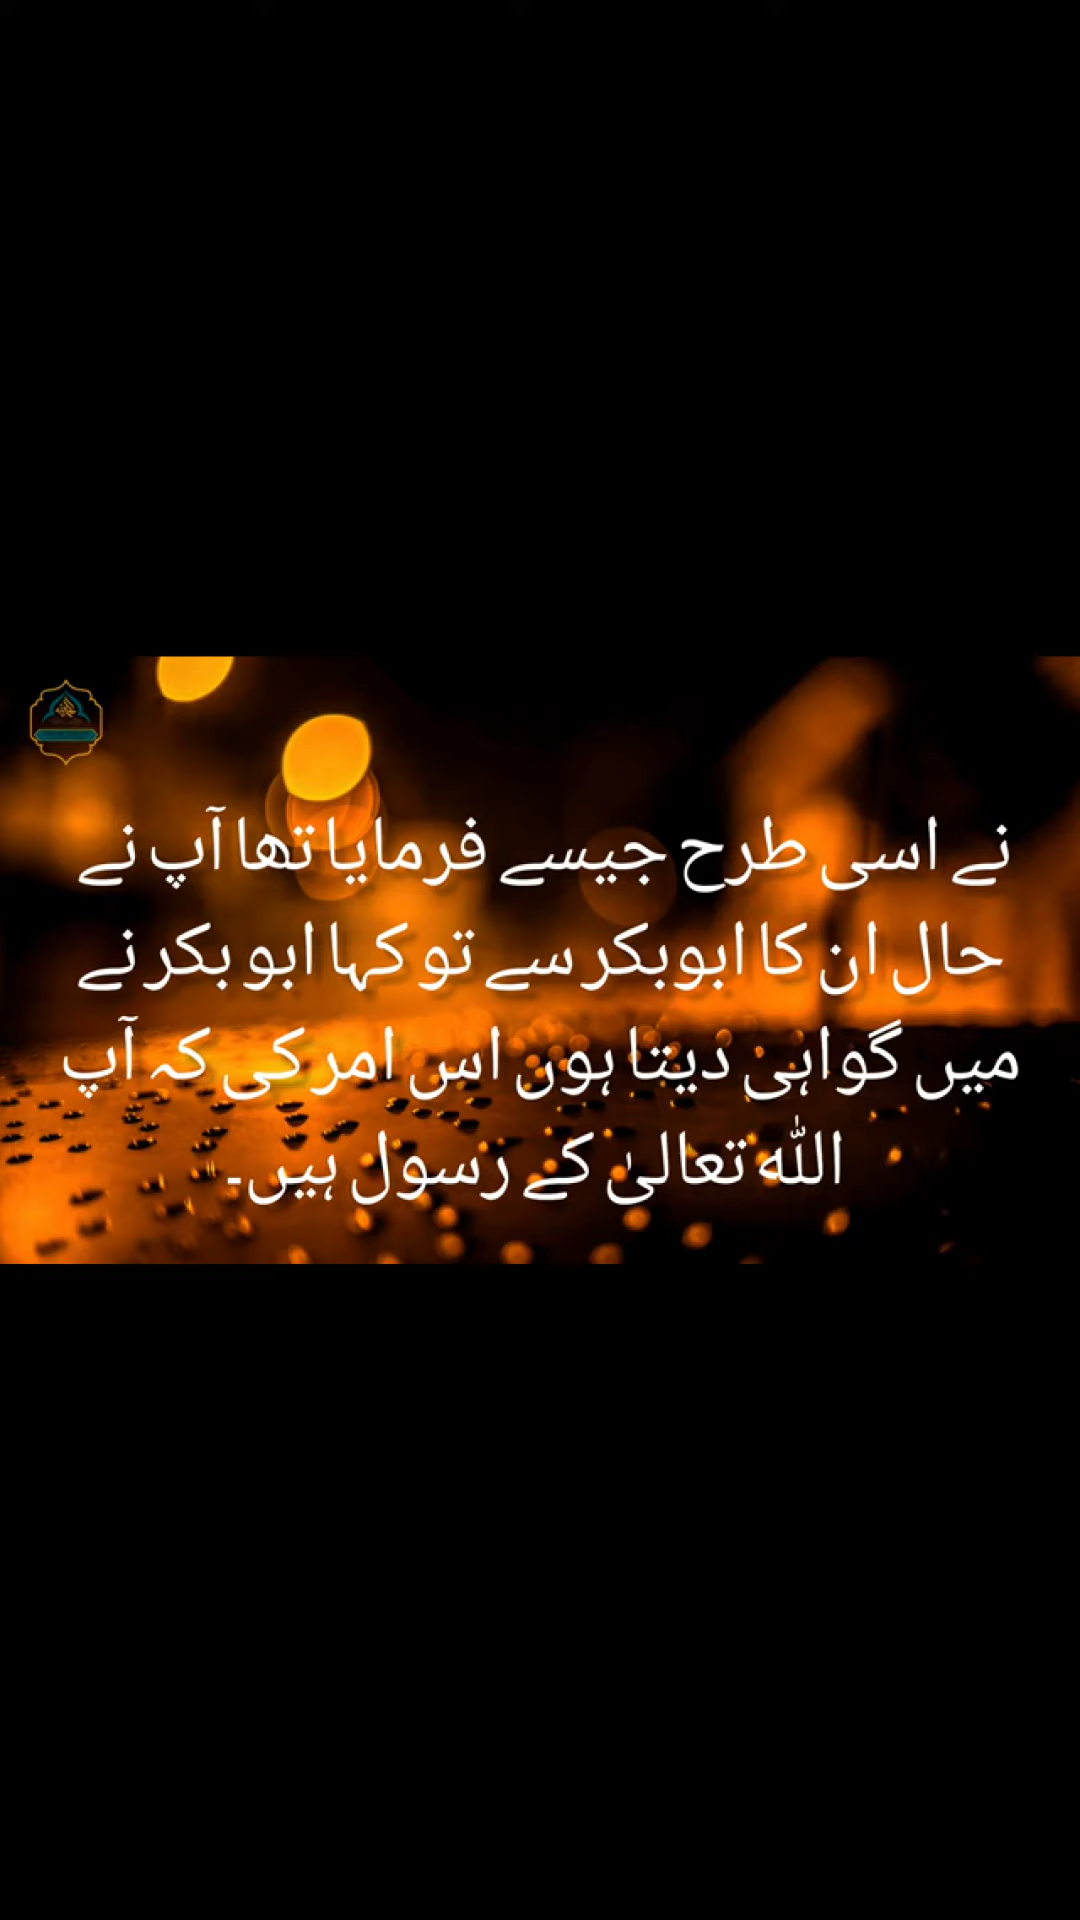 نے اسی طرح جیسے فرمایا تھا آپ نے
حال ان کا ابوبکر سے تو کہا ابو بکر نے
میں گواہی دیتا ہوں اس امر کی کہ آپ
اللہ تعالیٰ کے رسول ہیں۔